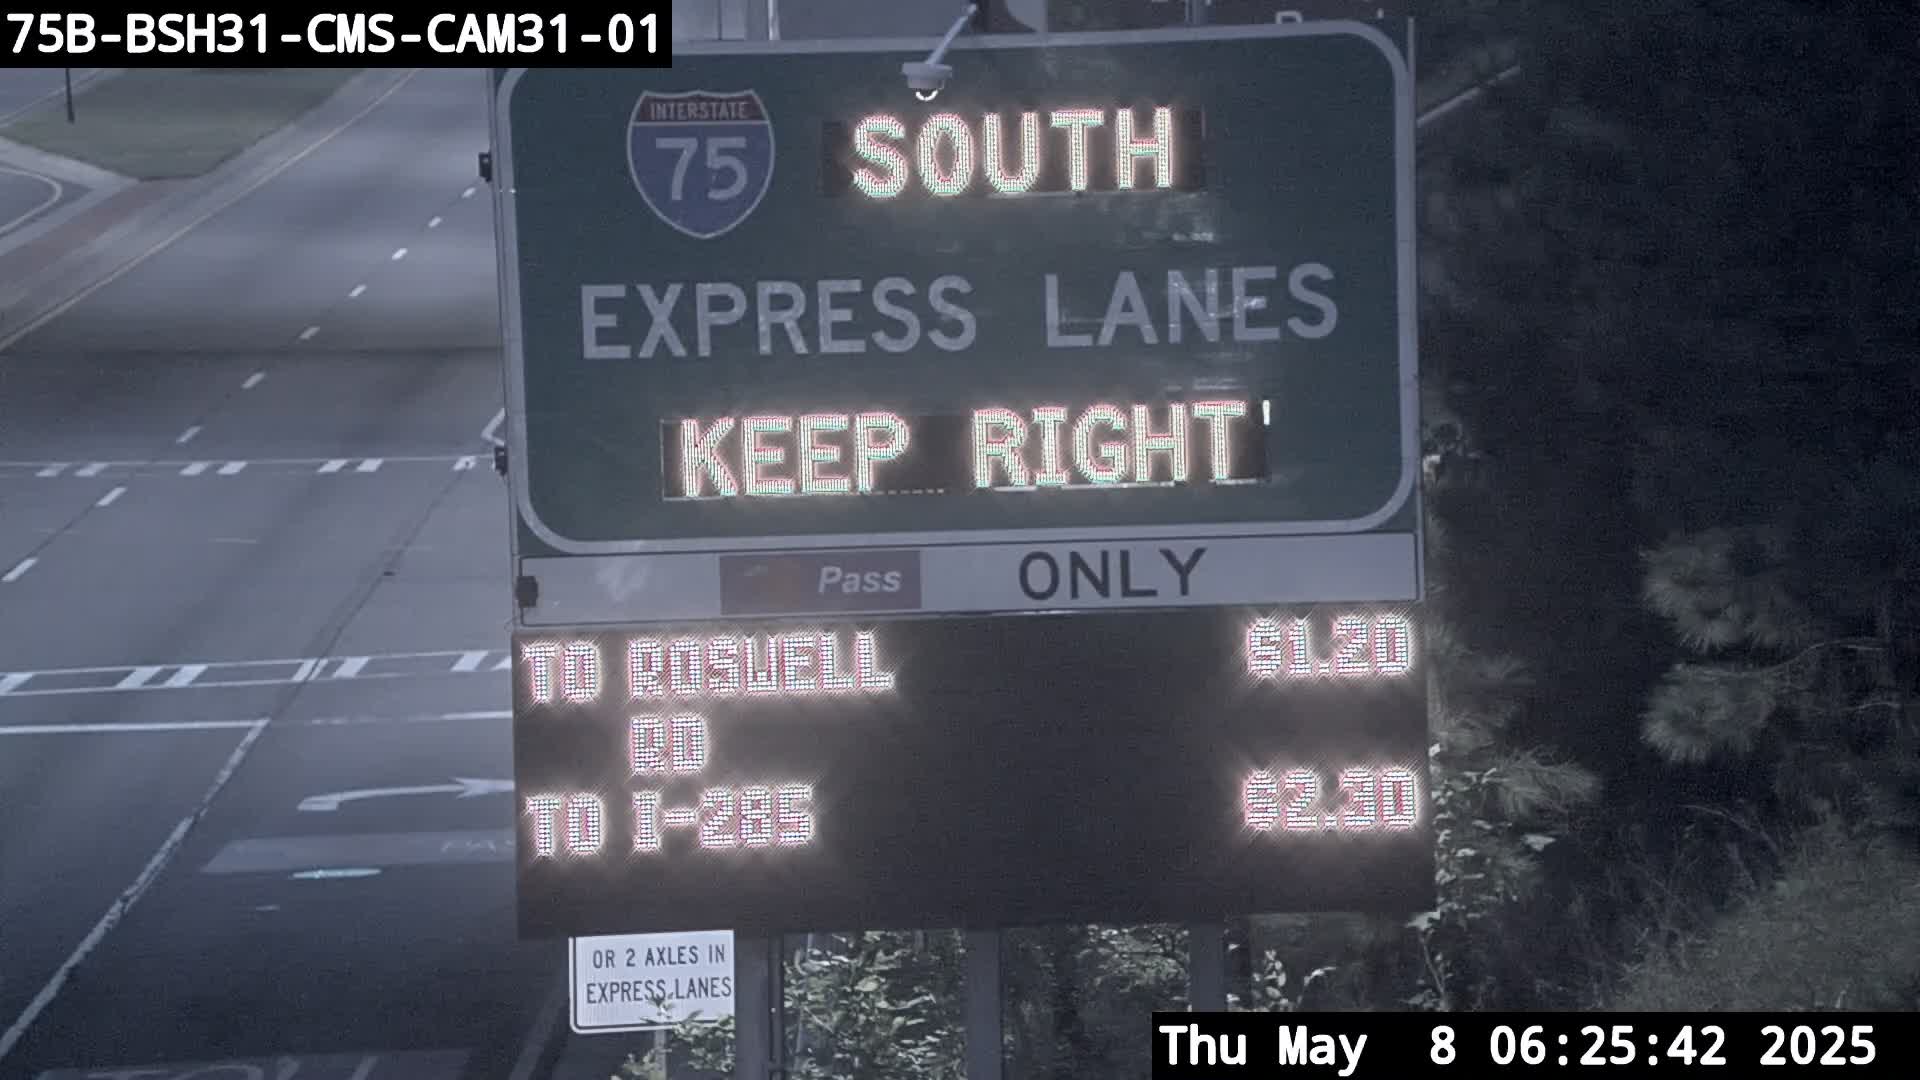 75B-BSH31-CMS-CAM31-01
INTERSTATE
75
SOUTH
EXPRESS LANES
KEEP RIGHT
Pass ONLY
TO ROSWELL $1.20
RD
TO I-285 $2.30
OR 2 AXLES IN
EXPRESS LANES
Thu May 8 06:25:42 2025